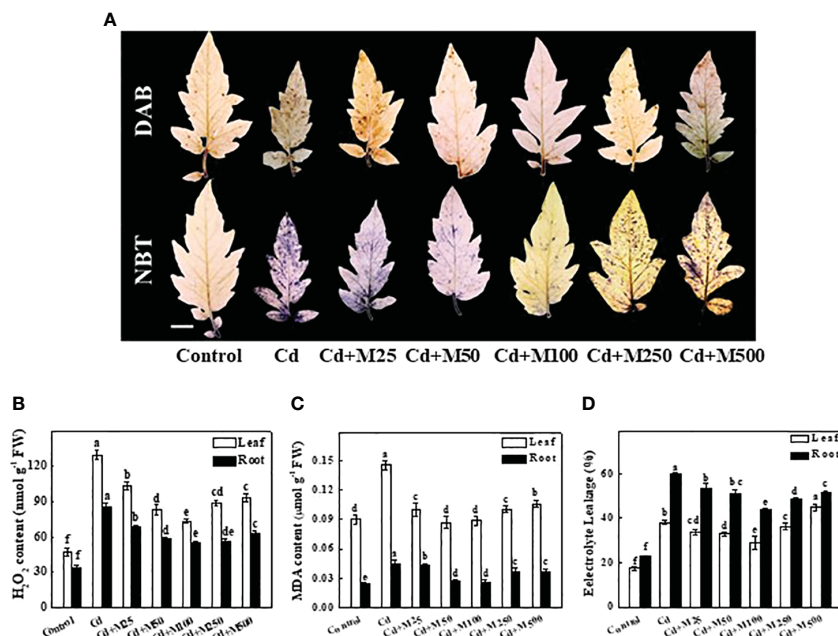 A
DAB
NBT
Control Cd Cd+M25 Cd+M50 Cd+M100 Cd+M250 Cd+M500
B
H2O2 content (nmol g-1 FW)
120
90
60
30
0
Leaf
Root
f f a a b b d d e e cd de c c
Control Cd Cd+M25 Cd+M50 Cd+M100 Cd+M250 Cd+M500
C
MDA content (µmol g-1 FW)
0.15
0.12
0.09
0.06
0.03
0.00
Leaf
Root
d e a a c b d d d d c c b c
Control Cd Cd+M25 Cd+M50 Cd+M100 Cd+M250 Cd+M500
D
Eelectrolyte Leakage (%)
60
40
20
0
Leaf
Root
f f b a cd b d bc e e c d a c
Control Cd Cd+M25 Cd+M50 Cd+M100 Cd+M250 Cd+M500